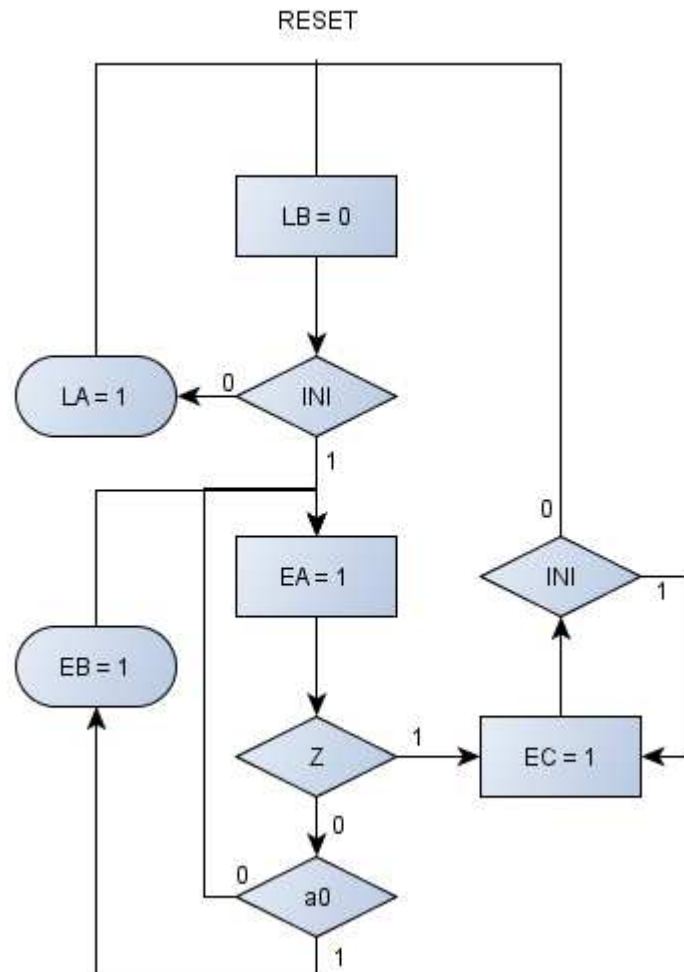 RESET
LB = 0
LA = 1
0
INI
1
0
EA = 1
INI
1
EB = 1
Z
1
EC = 1
0
0
a0
1